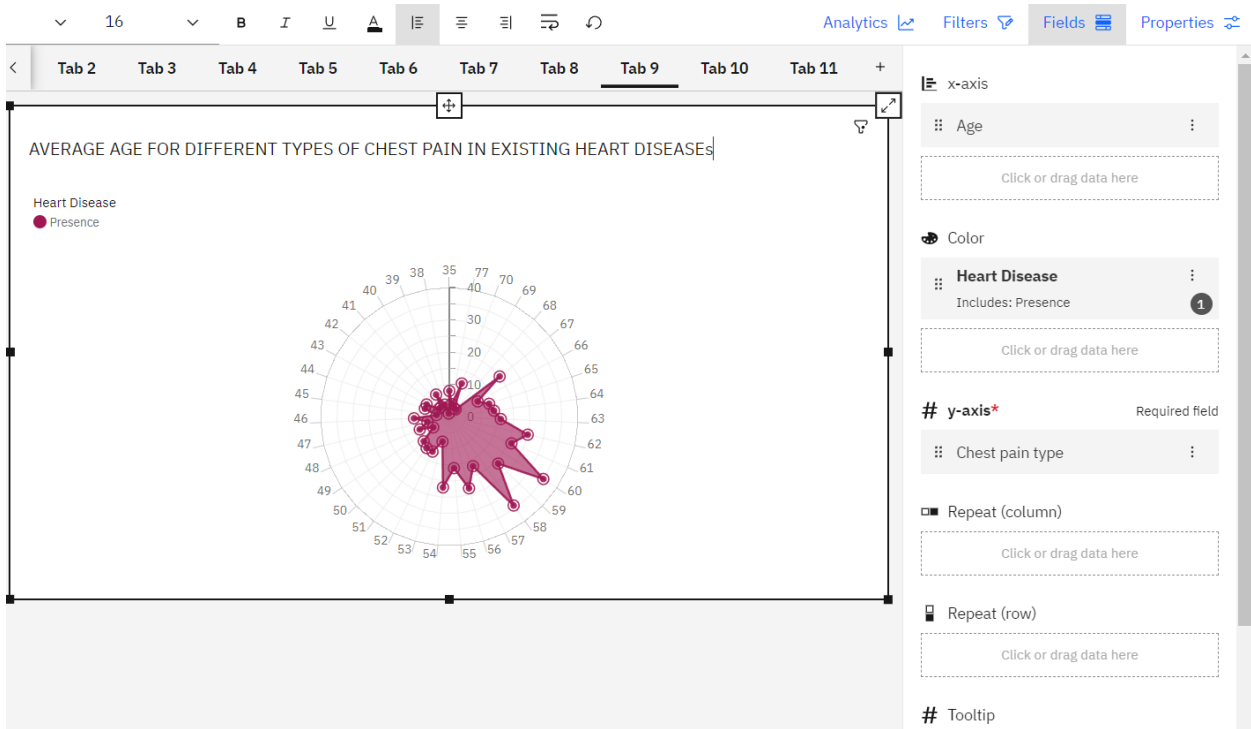 16 B I U A Analytics Filters Fields Properties
Tab 2 Tab 3 Tab 4 Tab 5 Tab 6 Tab 7 Tab 8 Tab 9 Tab 10 Tab 11 +
AVERAGE AGE FOR DIFFERENT TYPES OF CHEST PAIN IN EXISTING HEART DISEASEs
Heart Disease
Presence
35
77
70
69
68
67
66
65
64
63
62
61
60
59
58
57
56
55
54
53
52
51
50
49
48
47
46
45
44
43
42
41
40
39
38
40
30
20
10
0
x-axis
Age
Click or drag data here
Color
Heart Disease
Includes: Presence
1
Click or drag data here
# y-axis* Required field
Chest pain type
Repeat (column)
Click or drag data here
Repeat (row)
Click or drag data here
# Tooltip